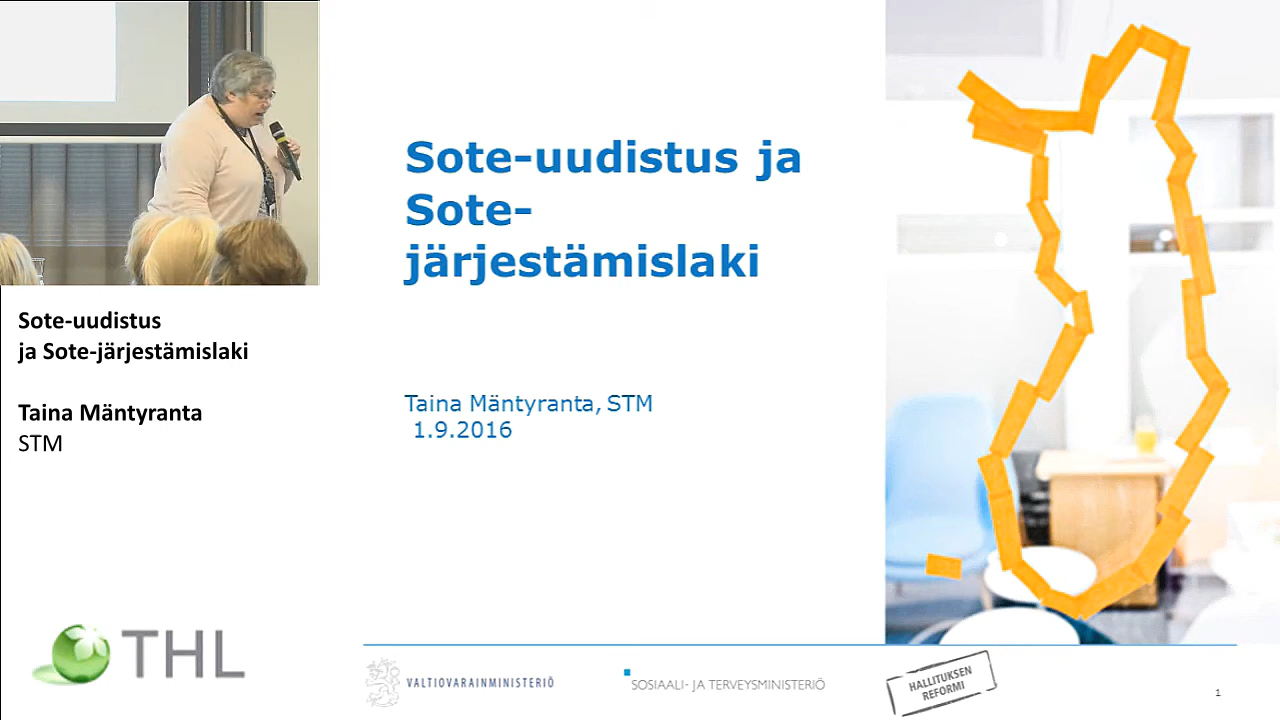 Sote-uudistus
ja Sote-järjestämislaki
Taina Mäntyranta
STM
THL
Sote-uudistus ja
Sote-
järjestämislaki
Taina Mäntyranta, STM
1.9.2016
VALTIOVARAINMINISTERIÖ
SOSIAALI- JA TERVEYSMINISTERIÖ
HALLITUKSEN
REFORMI
1